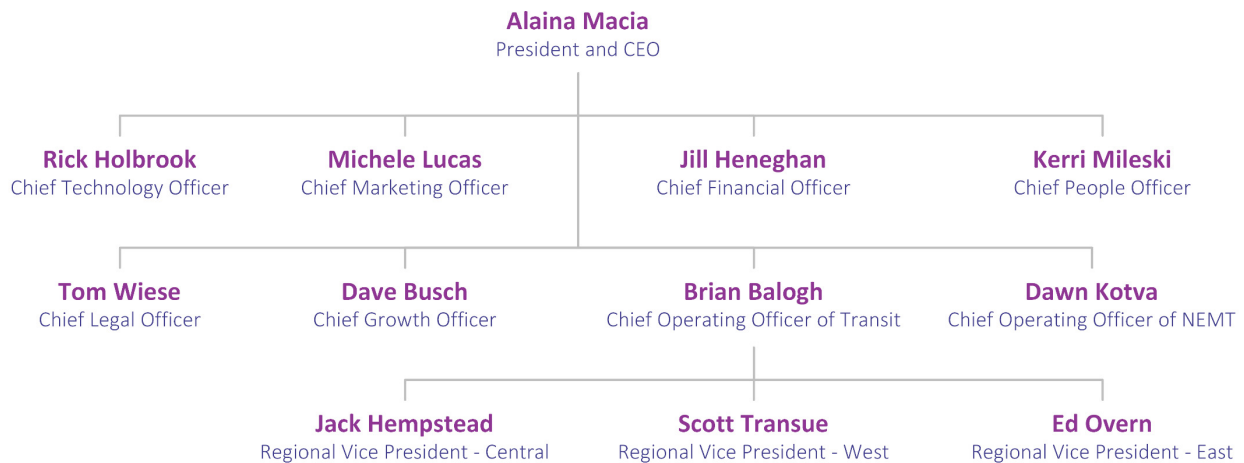 Alaina Macia
President and CEO
Rick Holbrook
Chief Technology Officer
Michele Lucas
Chief Marketing Officer
Jill Heneghan
Chief Financial Officer
Kerri Mileski
Chief People Officer
Tom Wiese
Chief Legal Officer
Dave Busch
Chief Growth Officer
Brian Balogh
Chief Operating Officer of Transit
Dawn Kotva
Chief Operating Officer of NEMT
Jack Hempstead
Regional Vice President - Central
Scott Transue
Regional Vice President - West
Ed Overn
Regional Vice President - East